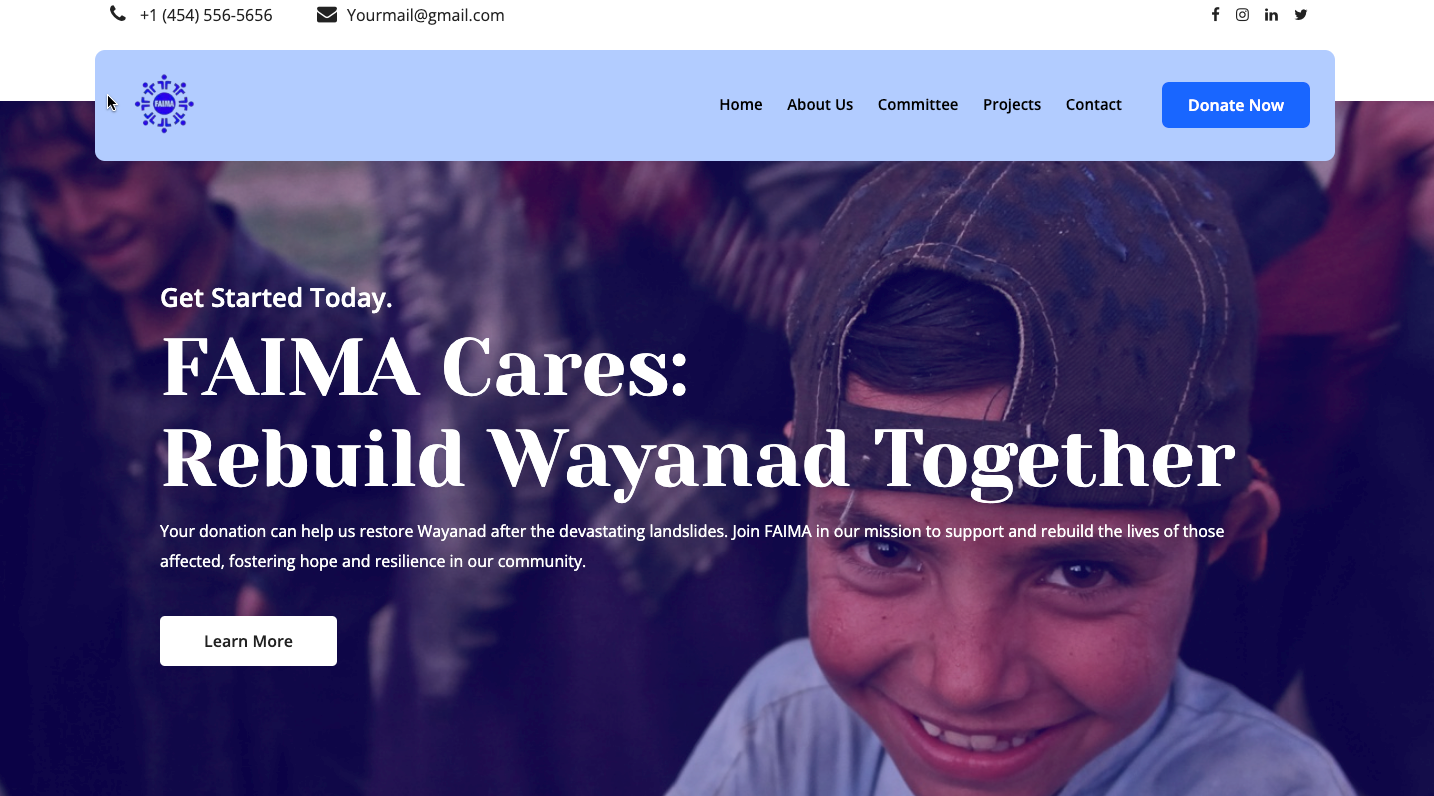 +1 (454) 556-5656 Yourmail@gmail.com
FAIMA
Home About Us Committee Projects Contact Donate Now
Get Started Today.
FAIMA Cares:
Rebuild Wayanad Together
Your donation can help us restore Wayanad after the devastating landslides. Join FAIMA in our mission to support and rebuild the lives of those
affected, fostering hope and resilience in our community.
Learn More